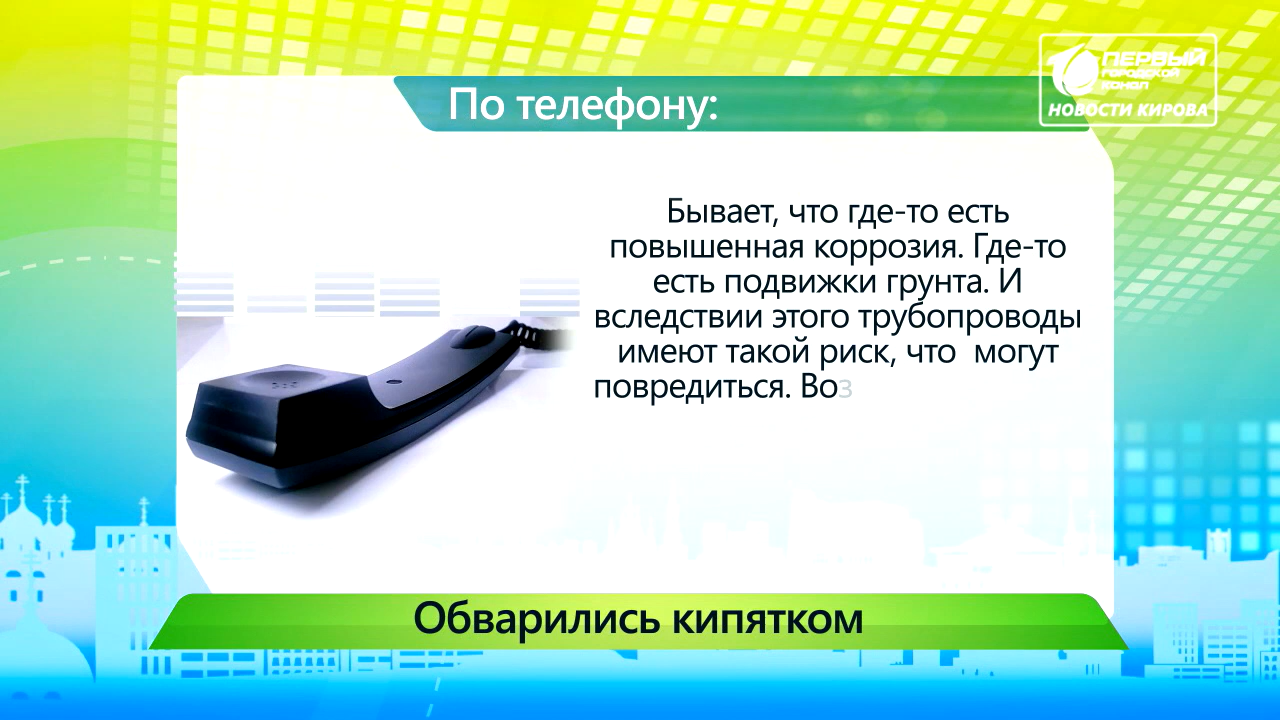 ПЕРВЫЙ
ГОРОДСКОЙ
КАНАЛ
НОВОСТИ КИРОВА
По телефону:
Бывает, что где-то есть
повышенная коррозия. Где-то
есть подвижки грунта. И
вследствии этого трубопроводы
имеют такой риск, что  могут
повредиться. Воз
Обварились кипятком